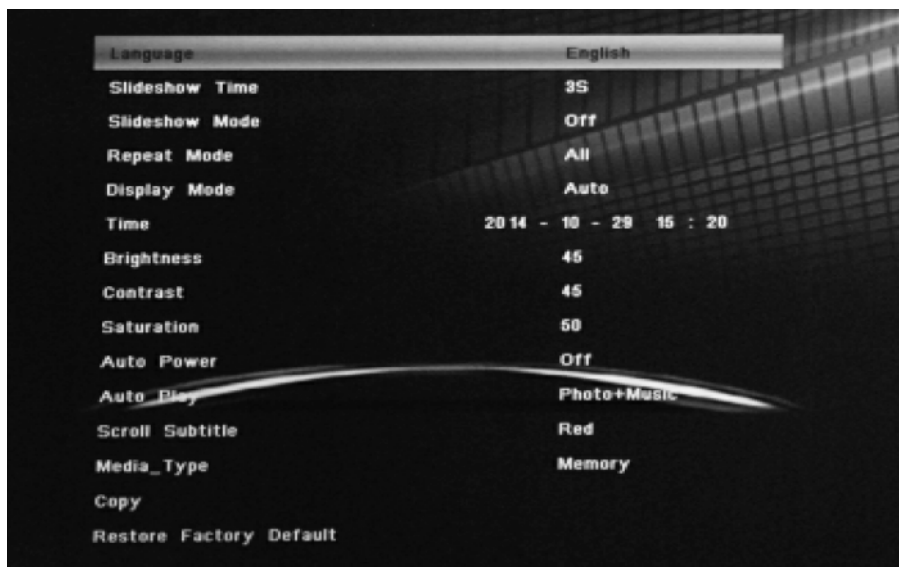 Language English
Slideshow Time 3S
Slideshow Mode Off
Repeat Mode All
Display Mode Auto
Time 2014 - 10 - 29 15 : 20
Brightness 45
Contrast 45
Saturation 50
Auto Power Off
Auto Play Photo+Music
Scroll Subtitle Red
Media_Type Memory
Copy
Restore Factory Default